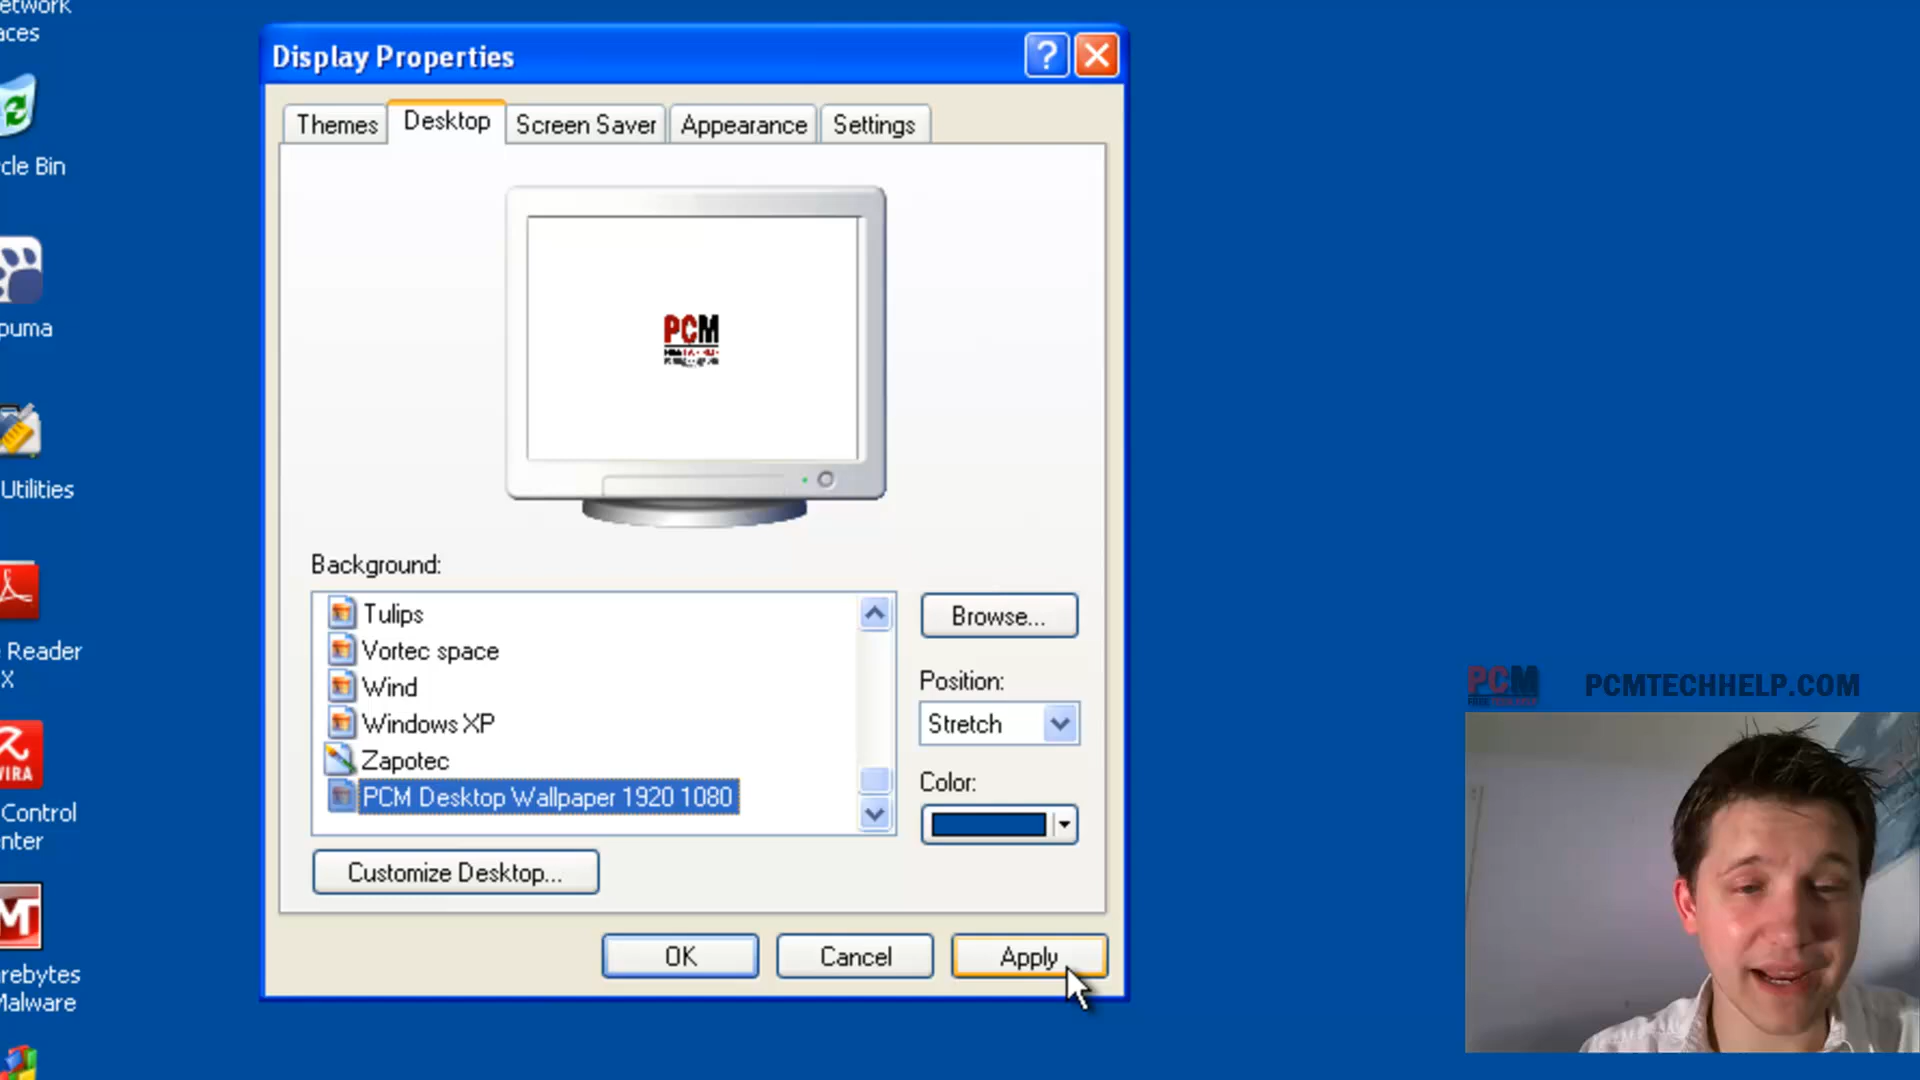 etwork
aces
cle Bin
puma
Utilities
Reader
X
VIRA
Control
nter
M
rebytes
Malware
Display Properties
?
Themes
Desktop
Screen Saver
Appearance
Settings
PCM
Background:
Tulips
Vortec space
Wind
Windows XP
Zapotec
PCM Desktop Wallpaper 1920 1080
Browse...
Position:
Stretch
Color:
Customize Desktop...
OK
Cancel
Apply
PCM
PCMTECHHELP.COM